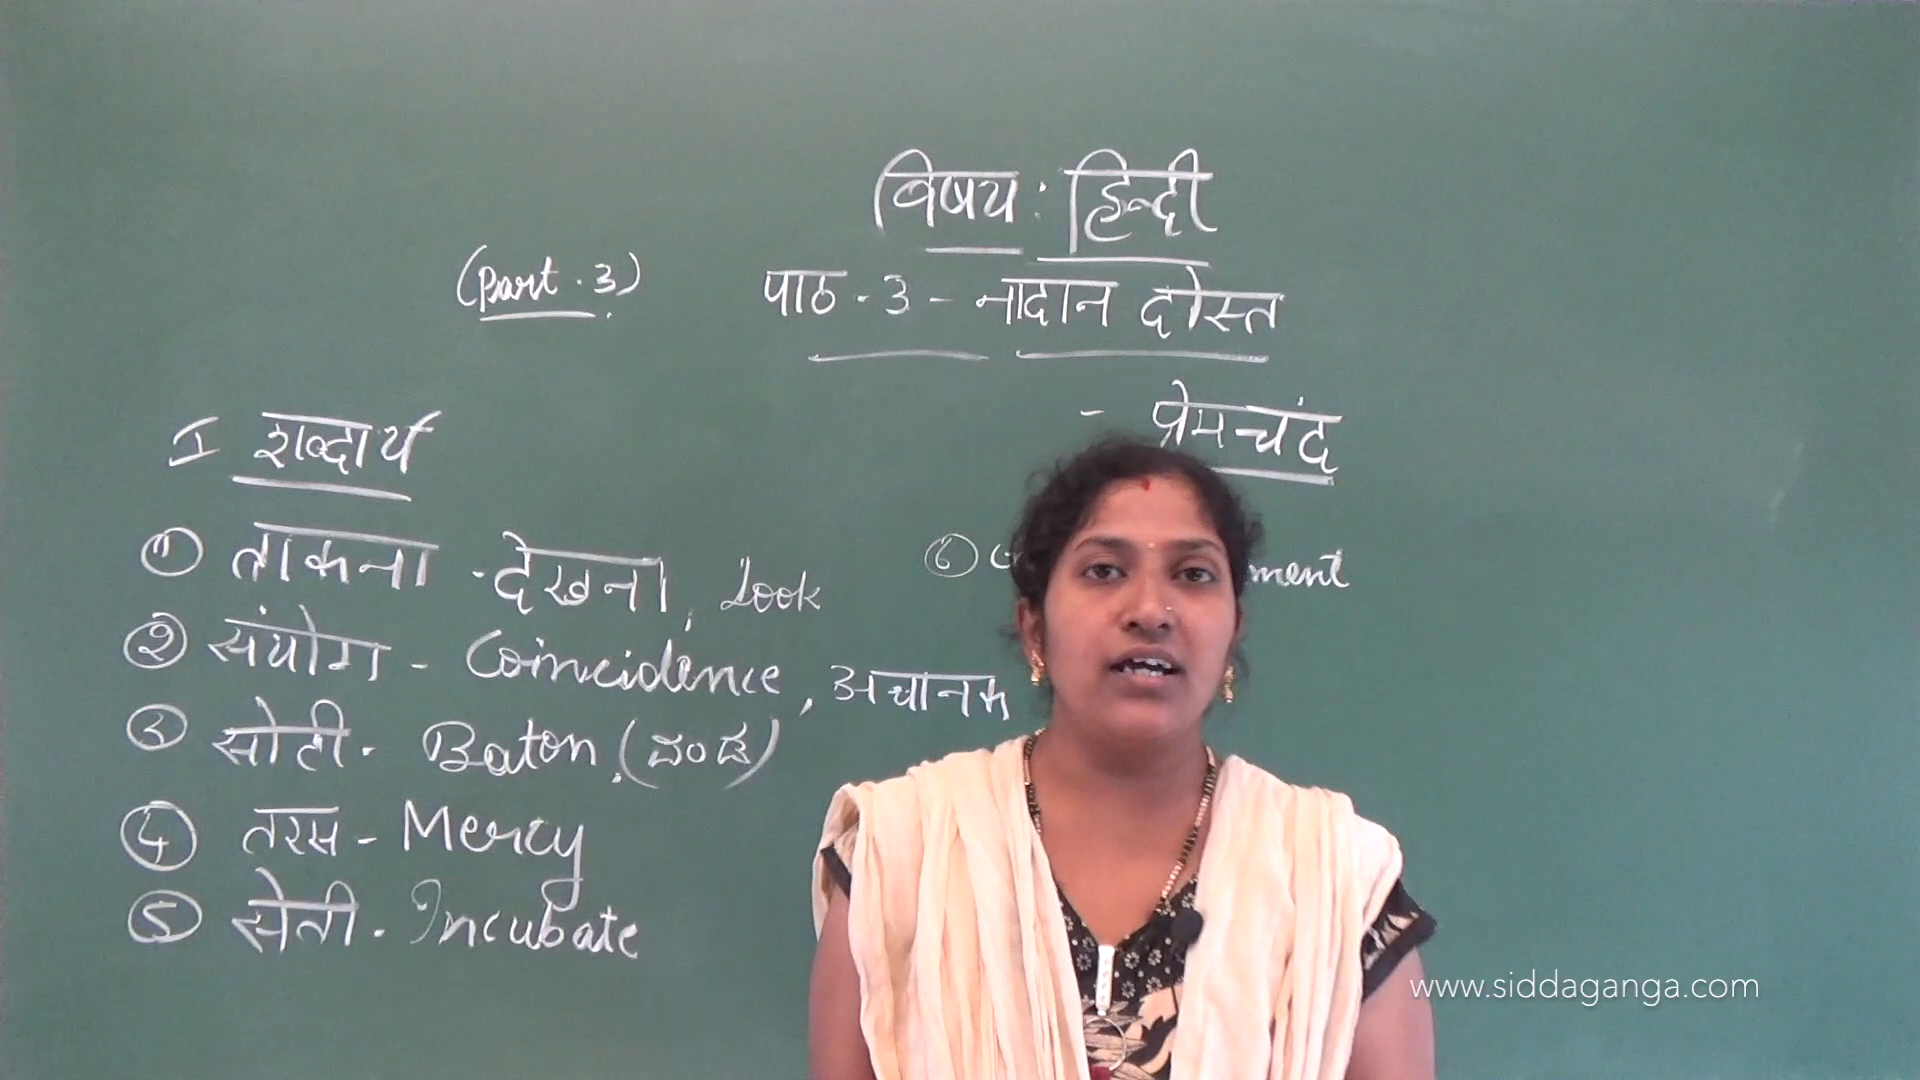 विषय : हिन्दी
(Part . 3)
पाठ - 3 - नादान दोस्त
- प्रेमचंद
I शब्दार्थ
① ताकना - देखना, Look
② संयोग - Coincidence, अचानक
③ सोटी - Baton. (ದಂಡ)
④ तरस - Mercy
⑤ सेती - Incubate
⑥ ment
www.siddaganga.com